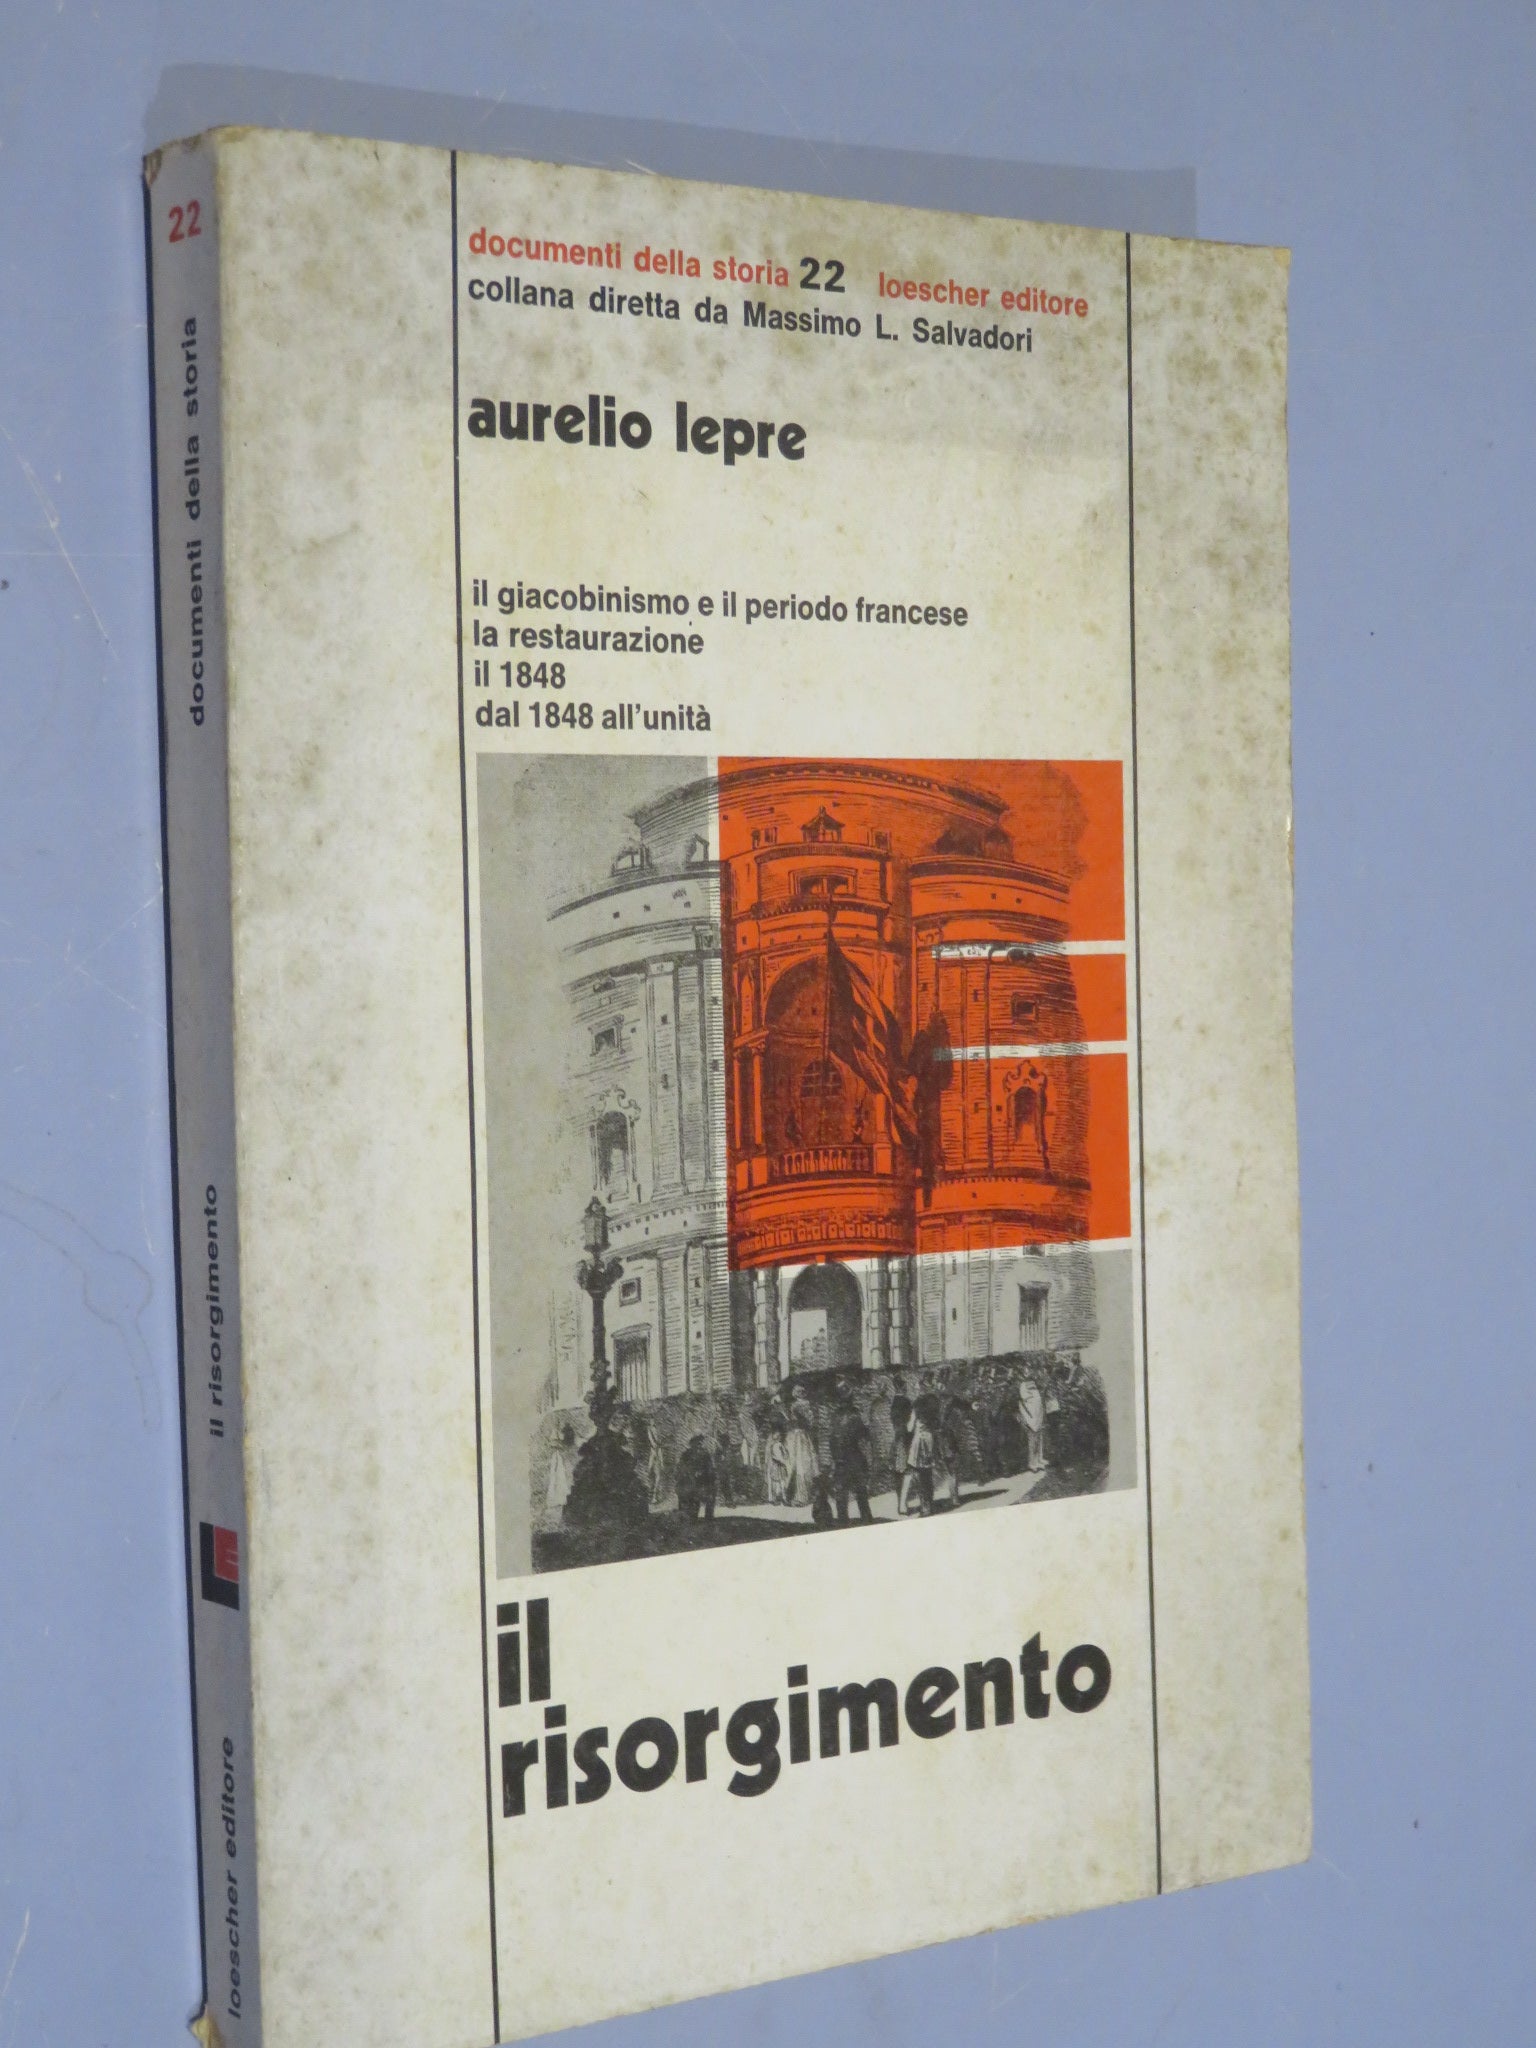 documenti della storia 22 loescher editore
collana diretta da Massimo L. Salvadori
aurelio lepre
il giacobinismo e il periodo francese
la restaurazione
il 1848
dal 1848 all'unità
il
risorgimento
22
documenti della storia
il risorgimento
loescher editore